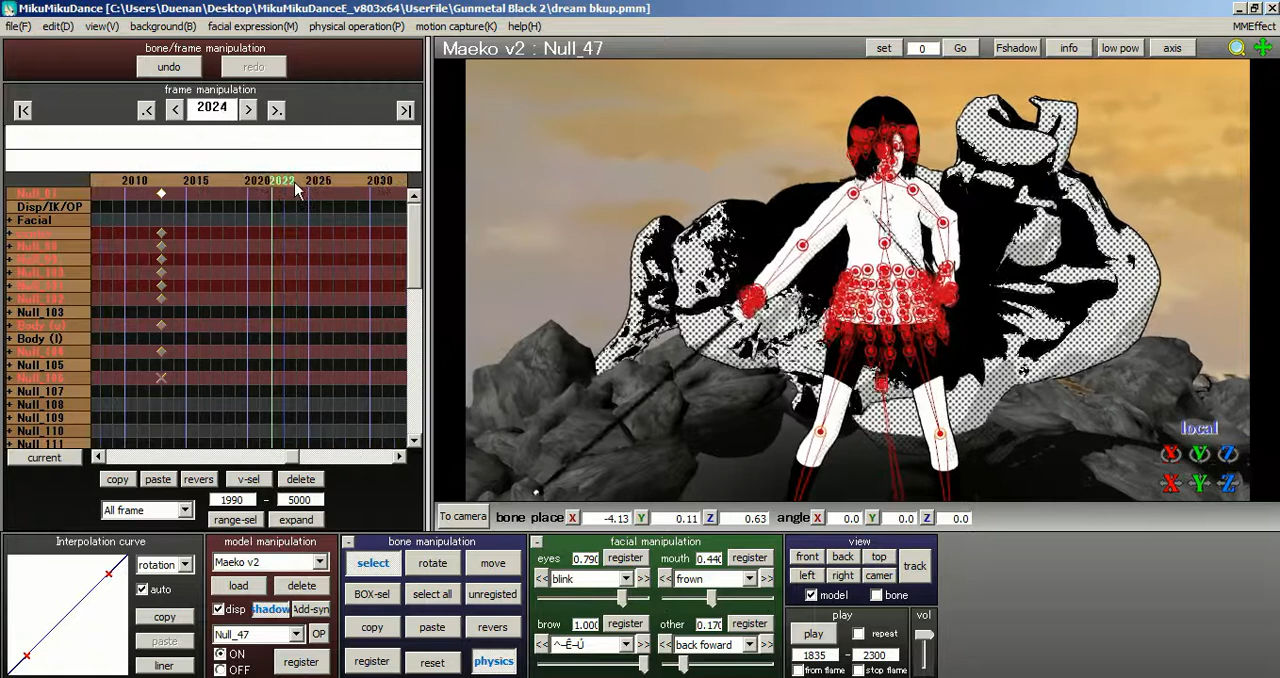 MikuMikuDance [C:\Users\Duenan\Desktop\MikuMikuDanceE_v803x64\UserFile\Gunmetal Black 2\dream bkup.pmm]
file(F) edit(D) view(V) background(B) facial expression(M) physical operation(P) motion capture(K) help(H) MMEffect
bone/frame manipulation
undo redo
frame manipulation
.< < 2024 > >.
2010 2015 2020 2022 2025 2030
Disp/IK/OP
+ Facial
+ Null_103
+ Body (u)
+ Body (l)
+ Null_105
+ Null_107
+ Null_108
+ Null_109
+ Null_110
+ Null_111
current
copy paste revers v-sel delete
All frame 1990 - 5000
range-sel expand
Maeko v2 : Null_47
set 0 Go Fshadow info low pow axis
local
X Y Z
X Y Z
To camera bone place X -4.13 Y 0.11 Z 0.63 angle X 0.0 Y 0.0 Z 0.0
Interpolation curve
rotation
auto
copy
paste
liner
model manipulation
Maeko v2
load delete
disp shadow Add-syn
Null_47 OP
ON
OFF
register
- bone manipulation
select rotate move
BOX-sel select all unregisted
copy paste revers
register reset physics
- facial manipulation
eyes 0.790 register mouth 0.440 register
<< blink >> << frown >>
brow 1.000 register other 0.170 register
<< ^-Ê-Ú >> << back foward >>
view
front back top
left right camer
track
model bone
play
play repeat
1835 - 2300
from flame stop flame
vol